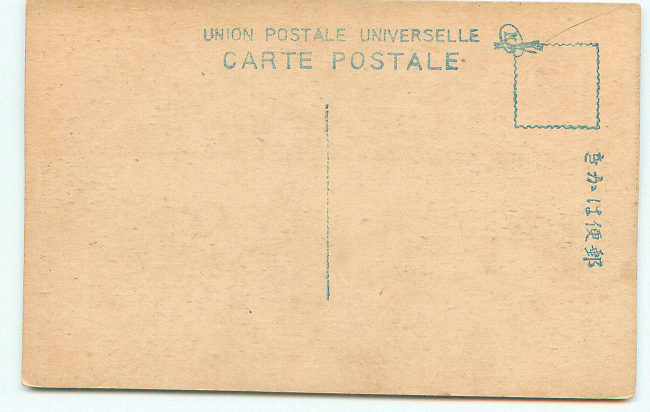 UNION POSTALE UNIVERSELLE
CARTE POSTALE
郵便はかき